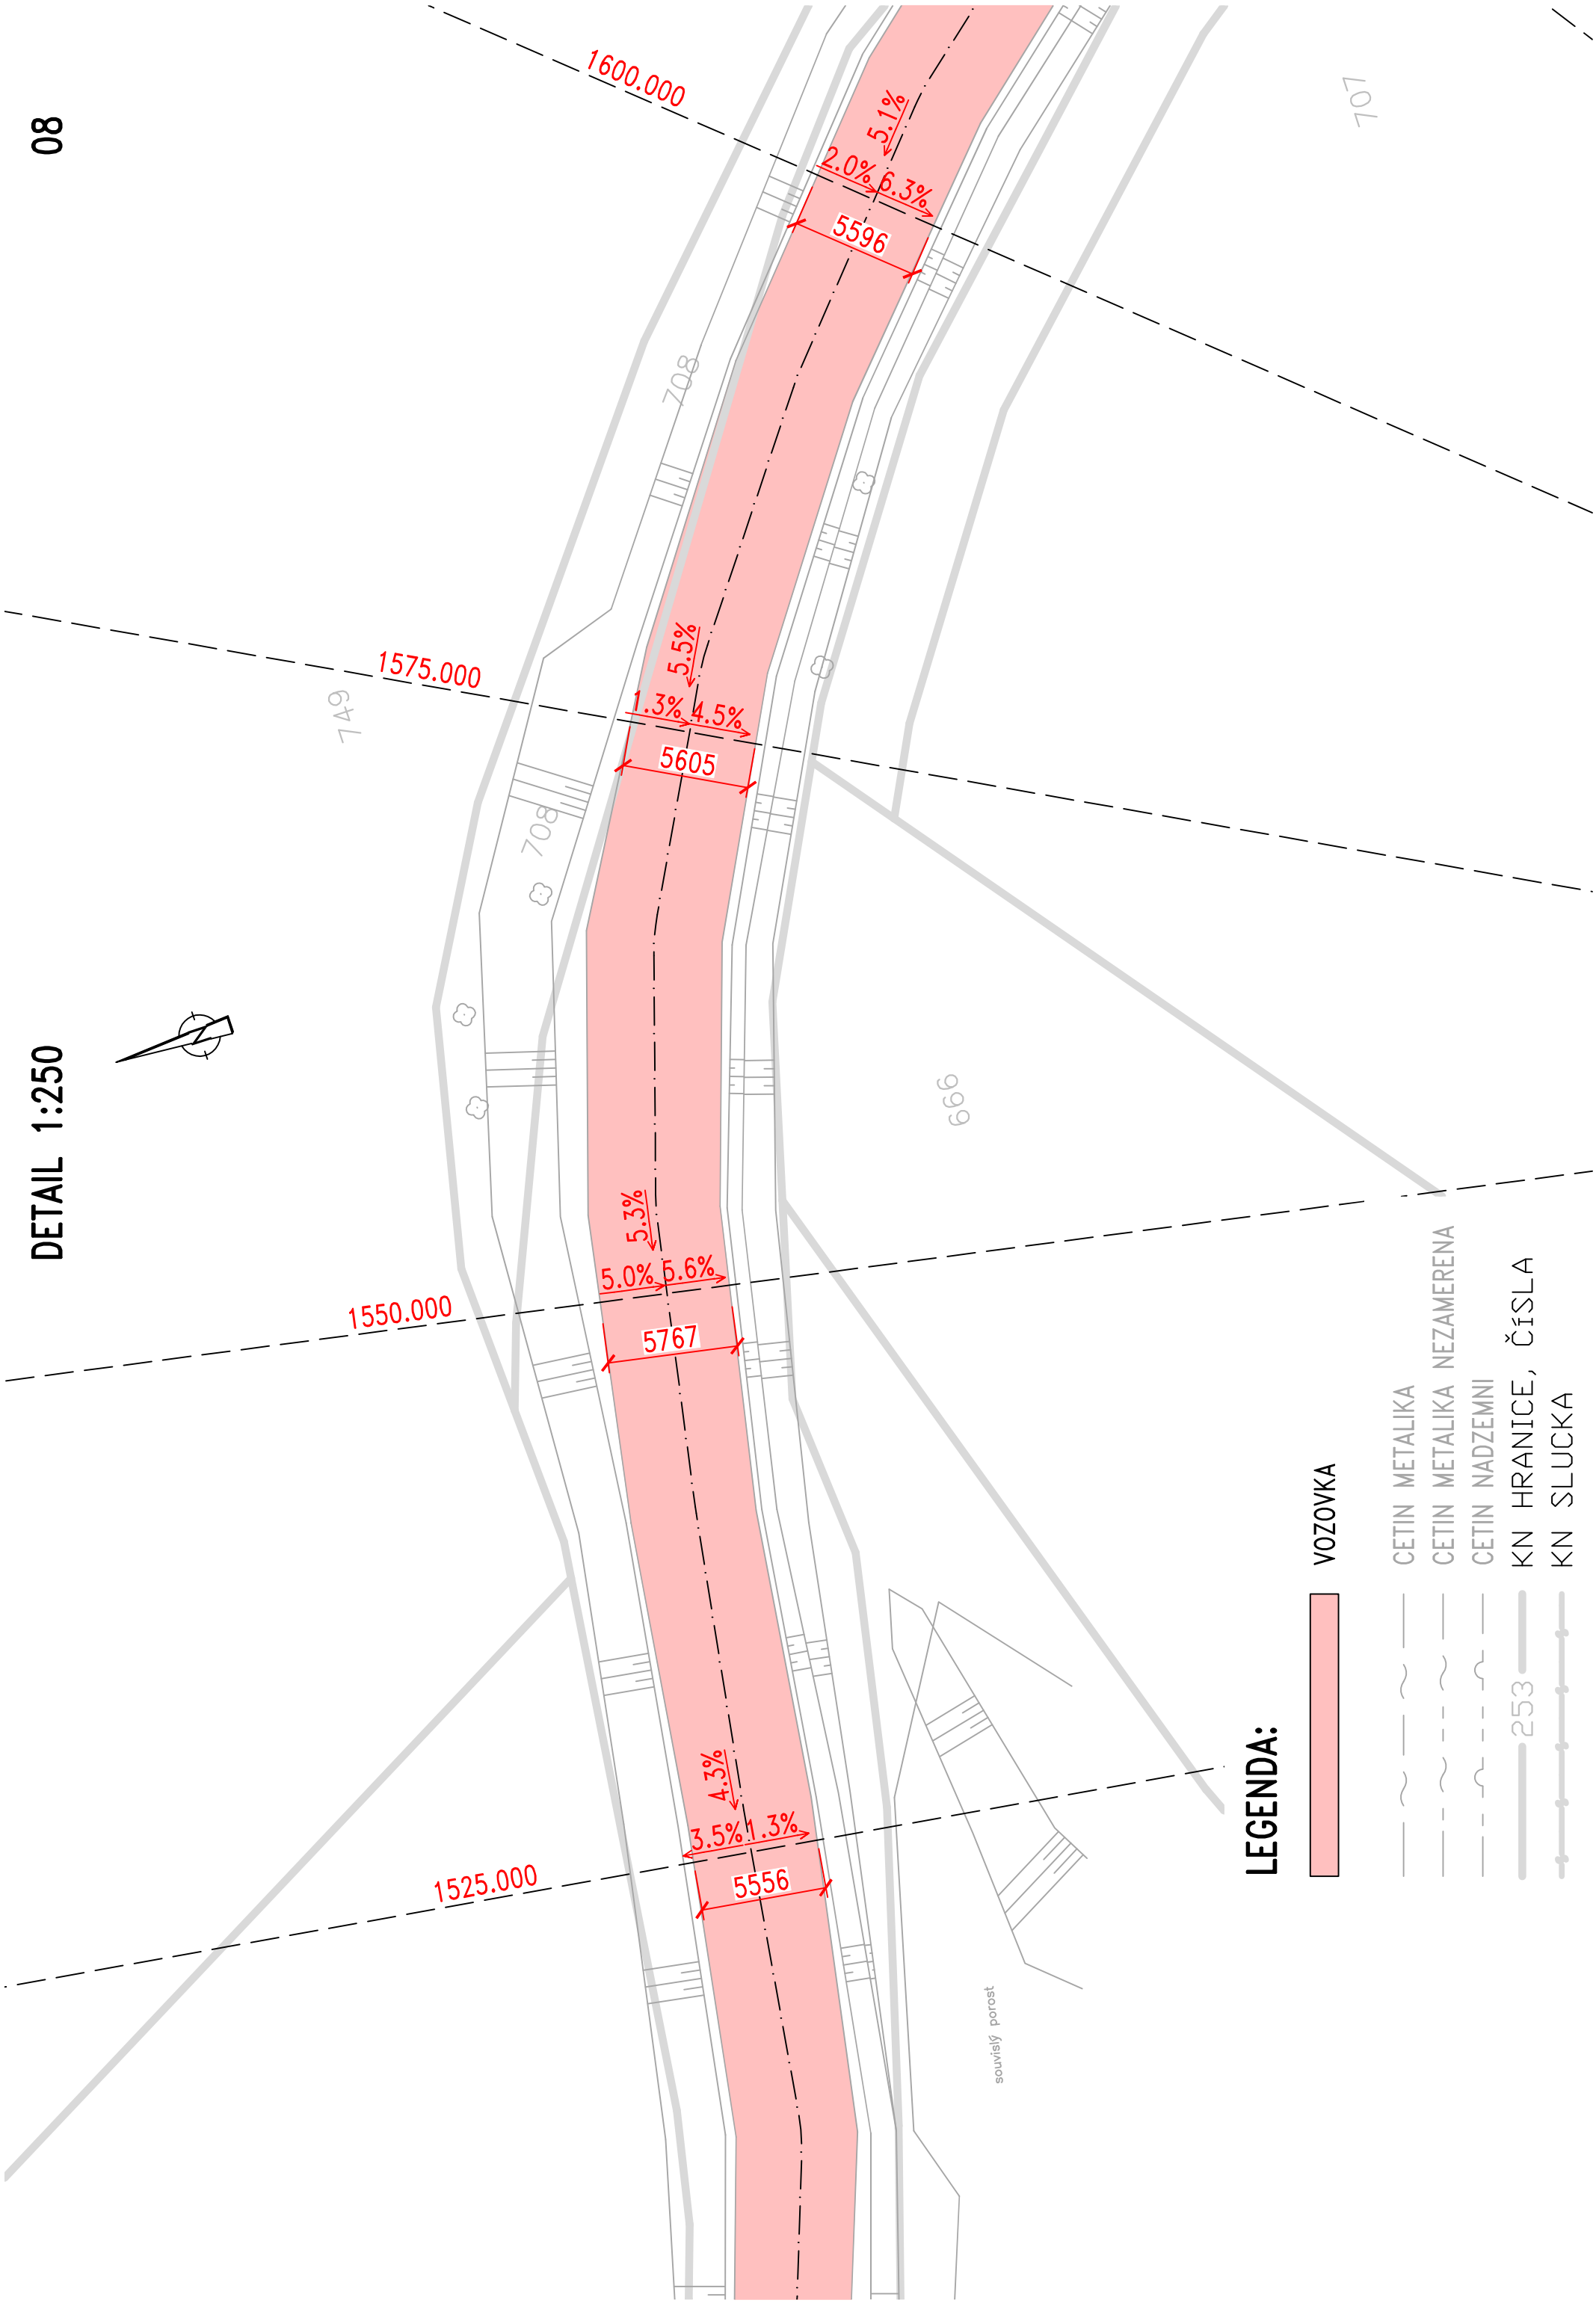 08
DETAIL 1:250
1600.000
5.1%
2.0% 6.3%
5596
707
708
1575.000
5.5%
1.3% 4.5%
5605
749
708
666
5.3%
5.0% 5.6%
1550.000
5767
4.3%
3.5% 1.3%
1525.000
5556
souvislý porost
LEGENDA:
VOZOVKA
CETIN METALIKA
CETIN METALIKA NEZAMERENA
CETIN NADZEMNI
253 KN HRANICE, ČíSLA
KN SLUCKA